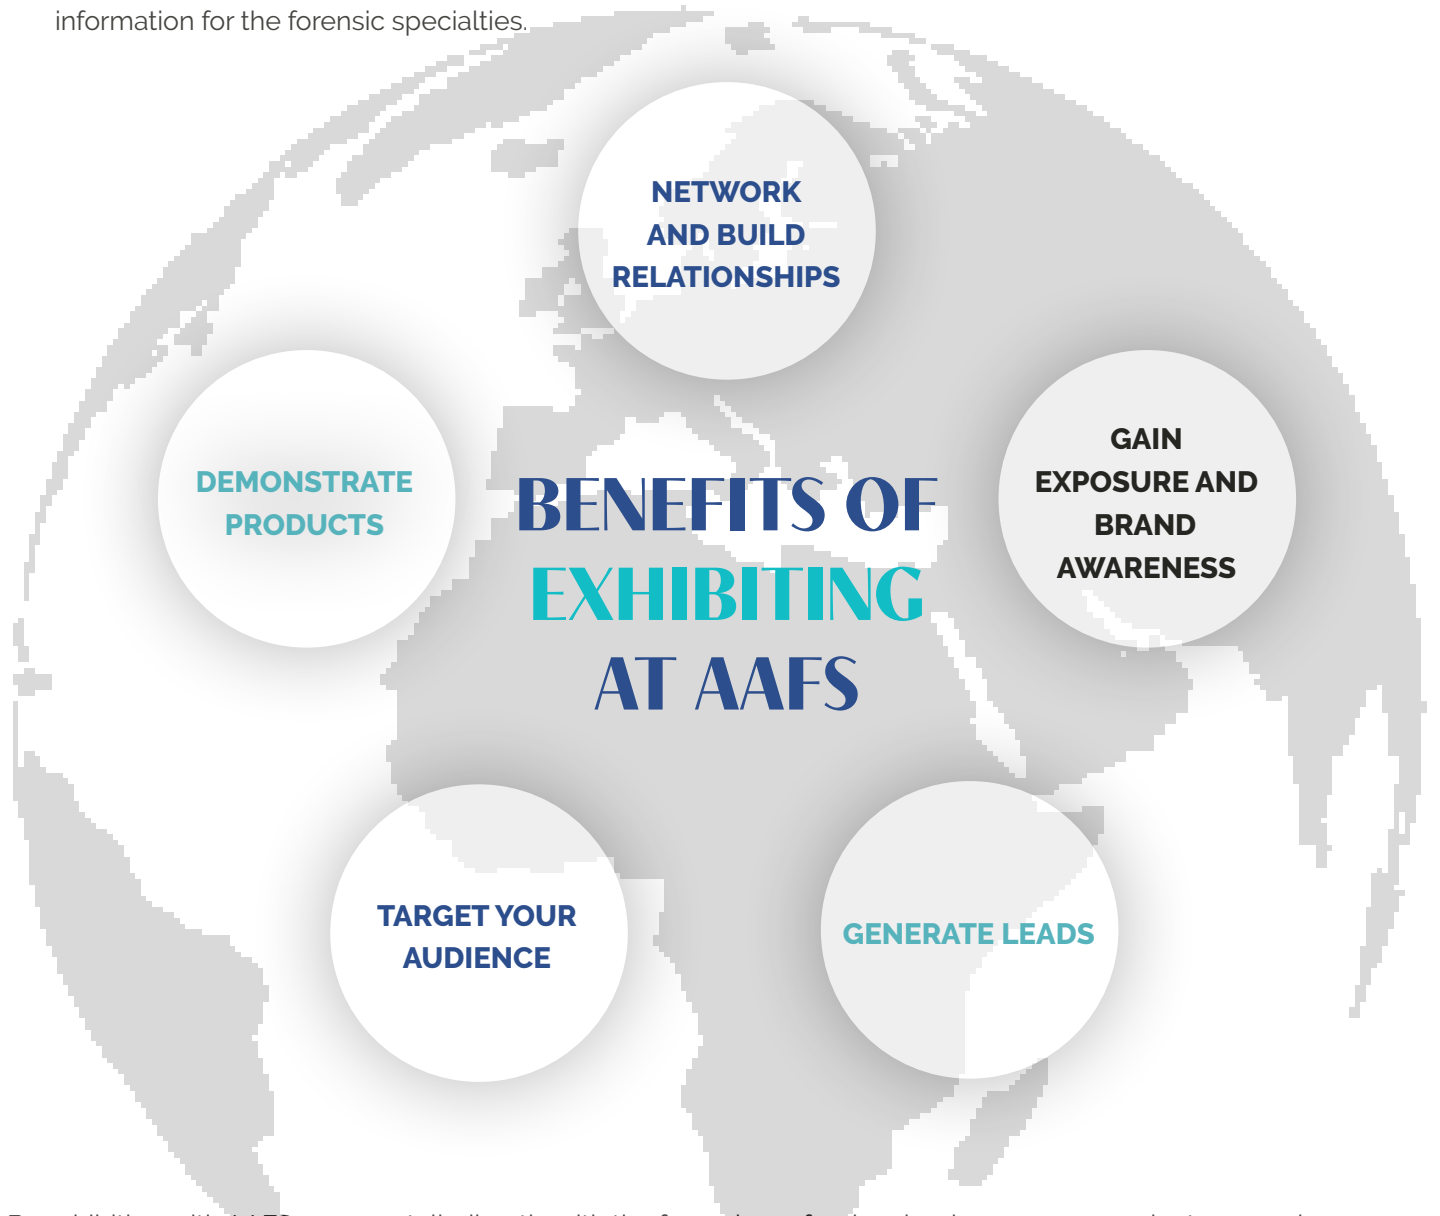 information for the forensic specialties.
NETWORK
AND BUILD
RELATIONSHIPS
DEMONSTRATE
PRODUCTS
GAIN
EXPOSURE AND
BRAND
AWARENESS
BENEFITS OF
EXHIBITING
AT AAFS
TARGET YOUR
AUDIENCE
GENERATE LEADS